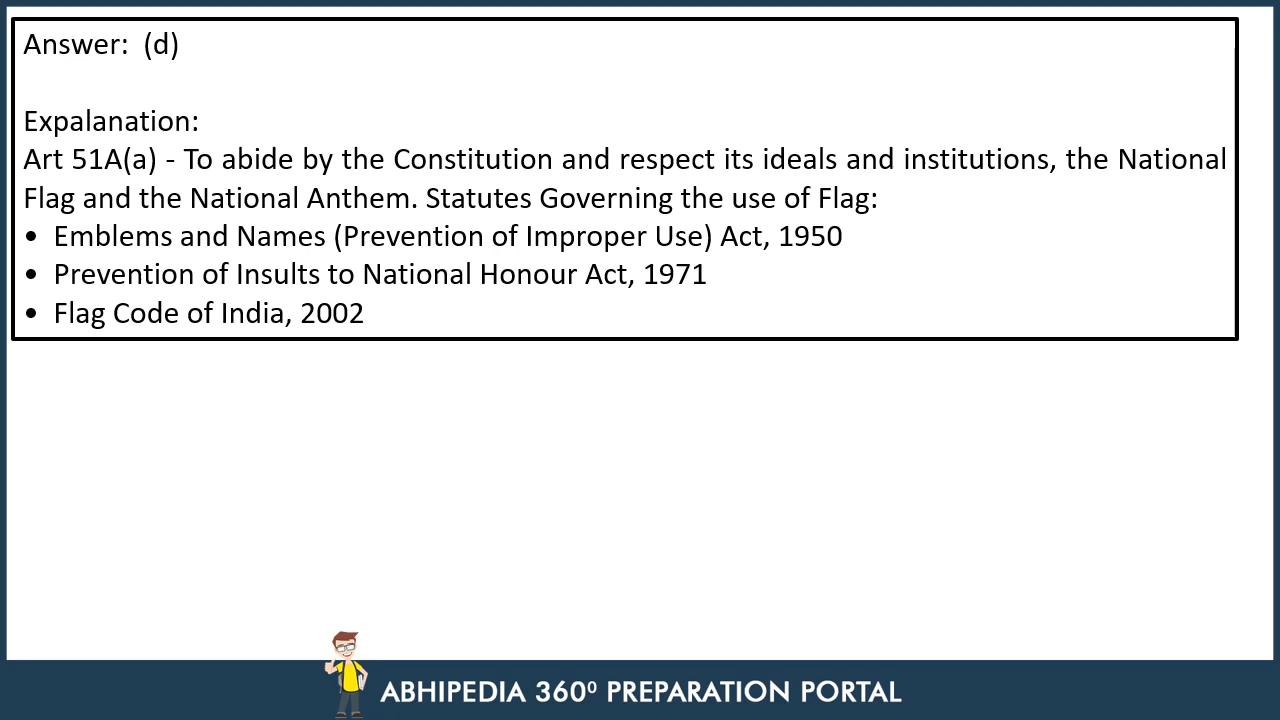 Answer: (d)
Expalanation:
Art 51A(a) - To abide by the Constitution and respect its ideals and institutions, the National
Flag and the National Anthem. Statutes Governing the use of Flag:
• Emblems and Names (Prevention of Improper Use) Act, 1950
• Prevention of Insults to National Honour Act, 1971
• Flag Code of India, 2002
ABHIPEDIA 360⁰ PREPARATION PORTAL